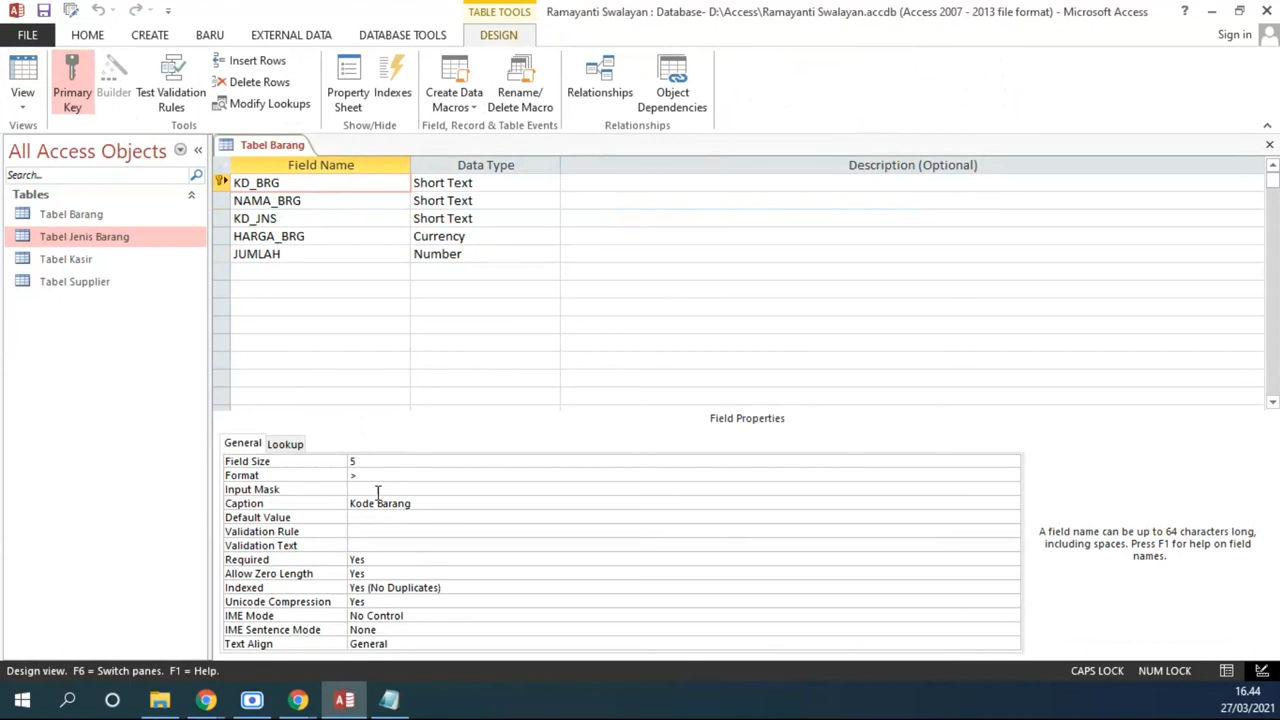 TABLE TOOLS
Ramayanti Swalayan : Database- D:\Access\Ramayanti Swalayan.accdb (Access 2007 - 2013 file format) - Microsoft Access
FILE HOME CREATE BARU EXTERNAL DATA DATABASE TOOLS DESIGN Sign in
View
Primary Key
Builder
Test Validation Rules
Insert Rows
Delete Rows
Modify Lookups
Property Sheet
Indexes
Create Data Macros
Rename/ Delete Macro
Relationships
Object Dependencies
Views Tools Show/Hide Field, Record & Table Events Relationships
All Access Objects
Search...
Tables
Tabel Barang
Tabel Jenis Barang
Tabel Kasir
Tabel Supplier
Tabel Barang
Field Name Data Type Description (Optional)
KD_BRG Short Text
NAMA_BRG Short Text
KD_JNS Short Text
HARGA_BRG Currency
JUMLAH Number
Field Properties
General Lookup
Field Size 5
Format >
Input Mask
Caption Kode Barang
Default Value
Validation Rule
Validation Text
Required Yes
Allow Zero Length Yes
Indexed Yes (No Duplicates)
Unicode Compression Yes
IME Mode No Control
IME Sentence Mode None
Text Align General
A field name can be up to 64 characters long,
including spaces. Press F1 for help on field
names.
Design view. F6 = Switch panes. F1 = Help. CAPS LOCK NUM LOCK
16.44
27/03/2021